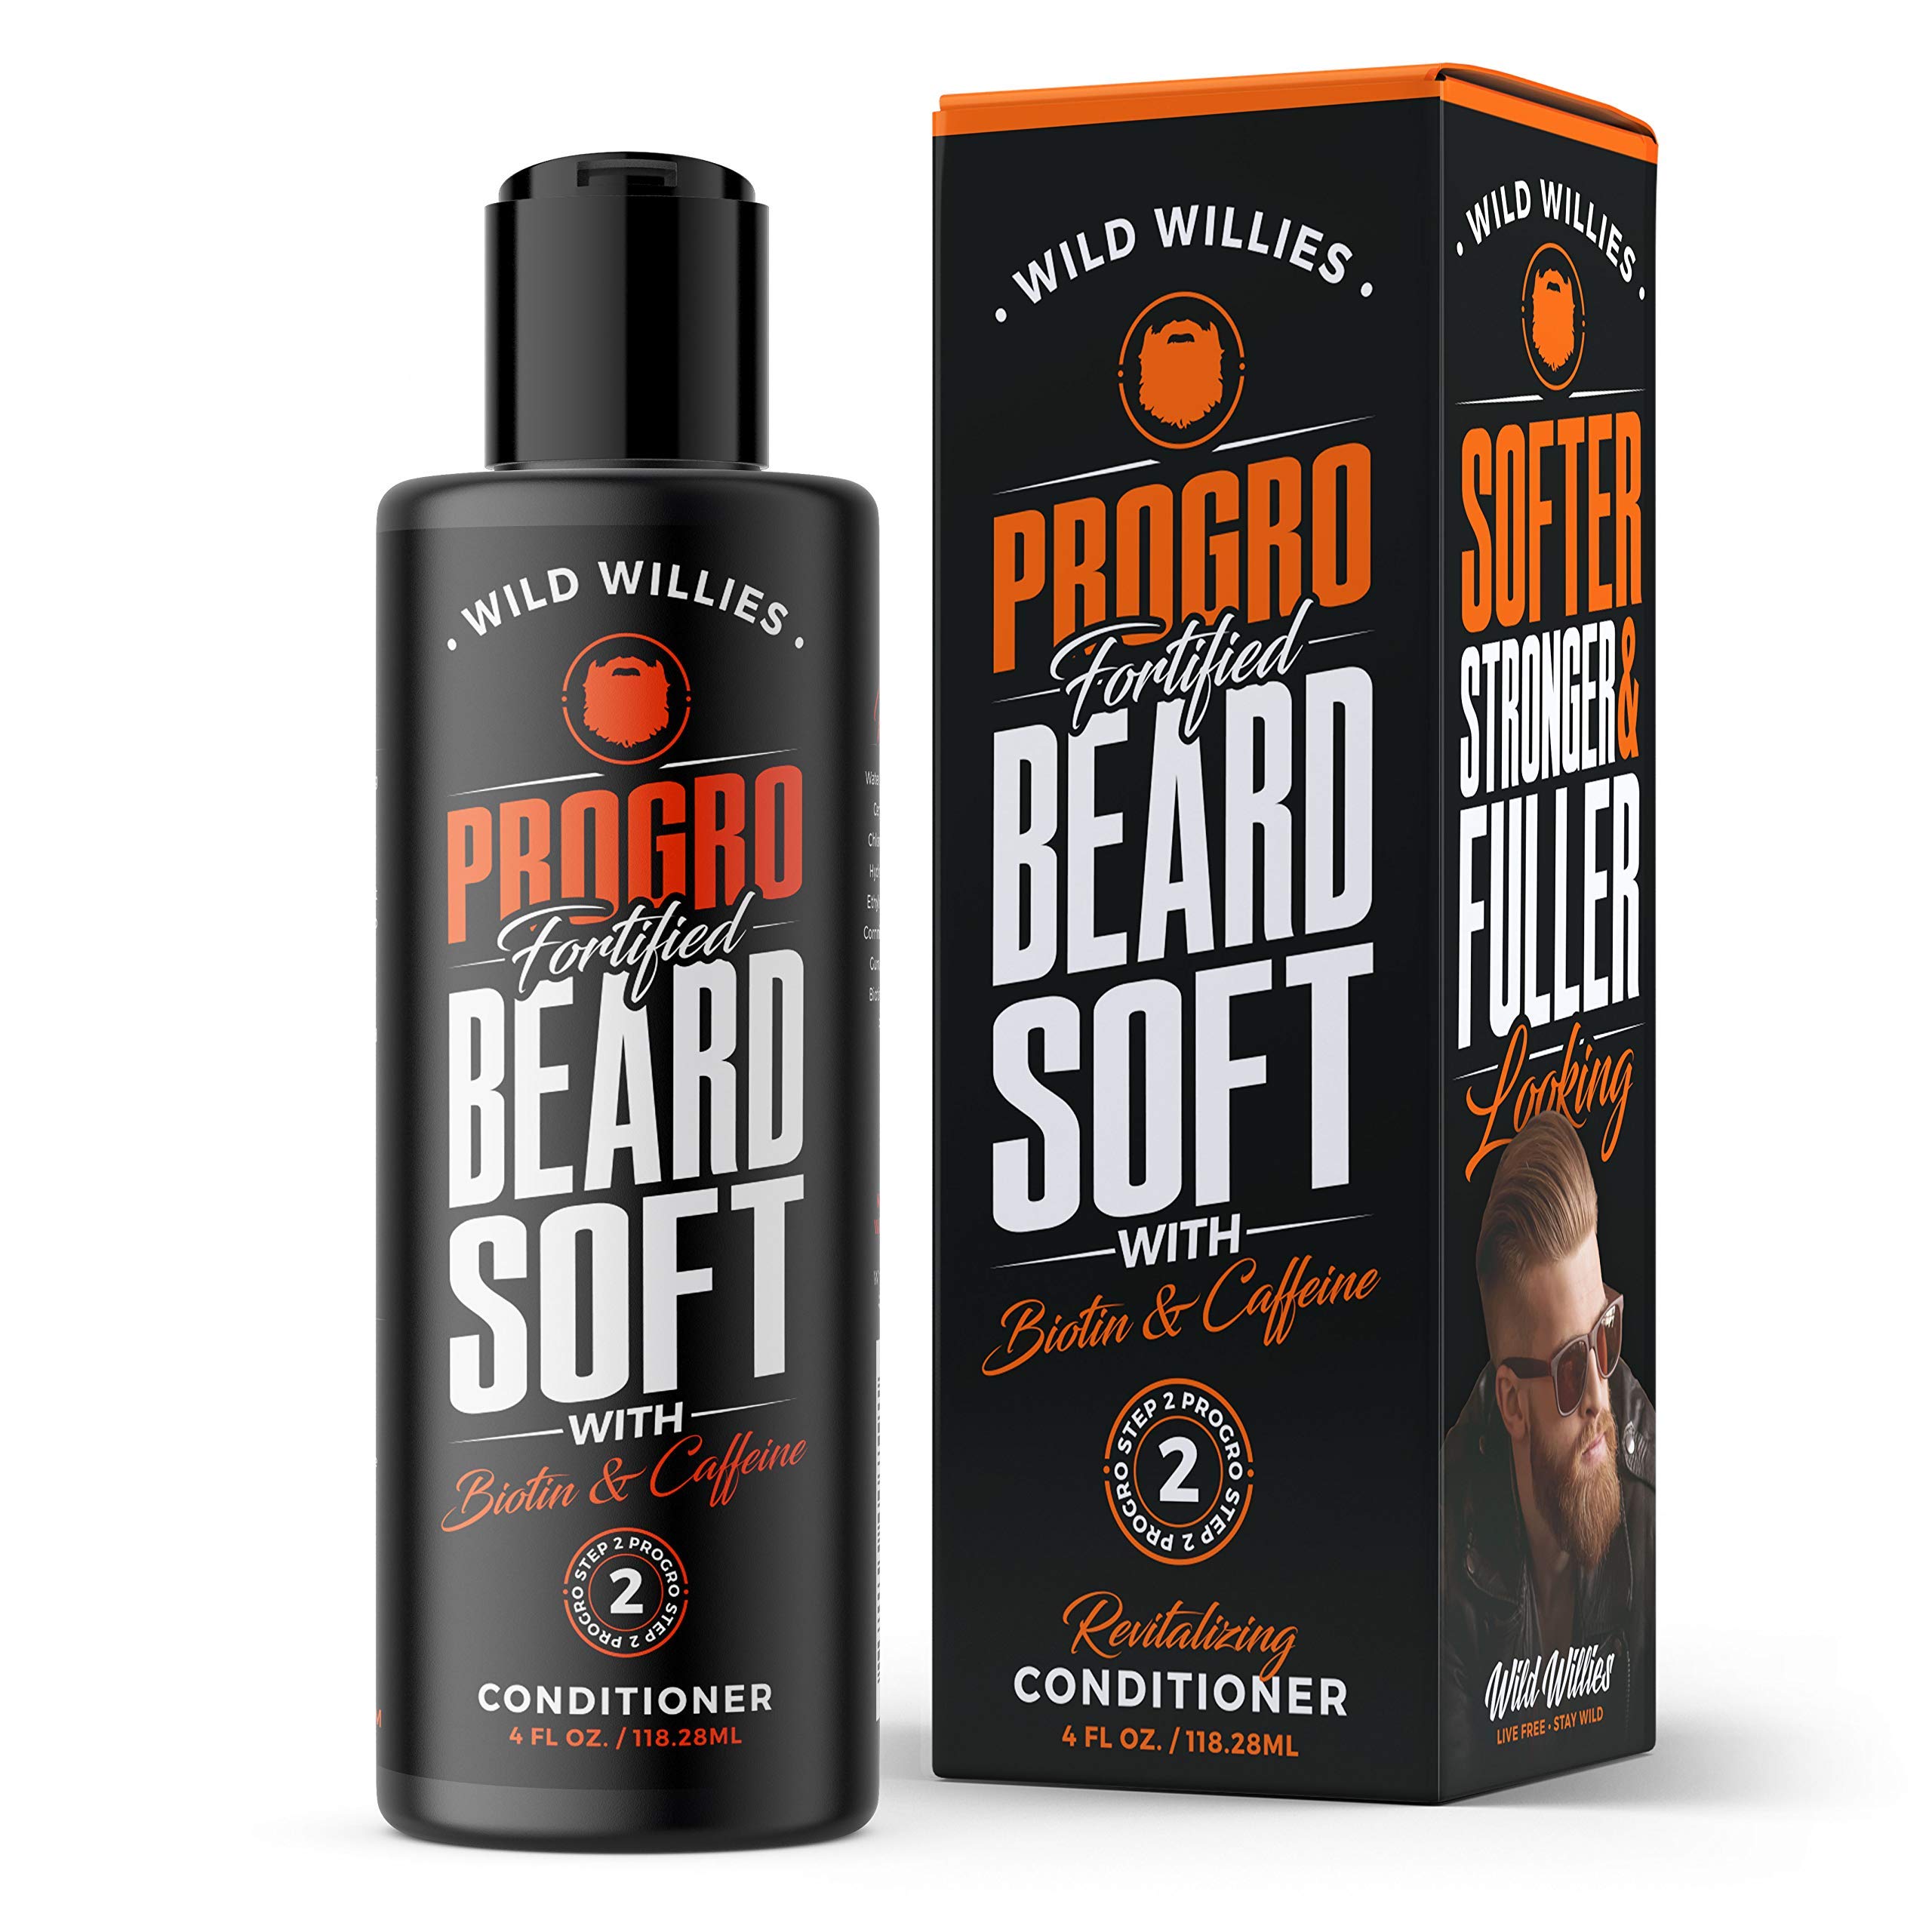 • WILD WILLIES •
PROGRO
Fortified
BEARD
SOFT
WITH
Biotin & Caffeine
STEP 2 PROGRO STEP 2 PROGRO
2
CONDITIONER
4 FL OZ. / 118.28ML
• WILD WILLIES •
PROGRO
Fortified
BEARD
SOFT
WITH
Biotin & Caffeine
STEP 2 PROGRO STEP 2 PROGRO
2
Revitalizing
CONDITIONER
4 FL OZ. / 118.28ML
• WILD WILLIES •
SOFTER
STRONGER &
FULLER
Looking
Wild Willies
LIVE FREE • STAY WILD